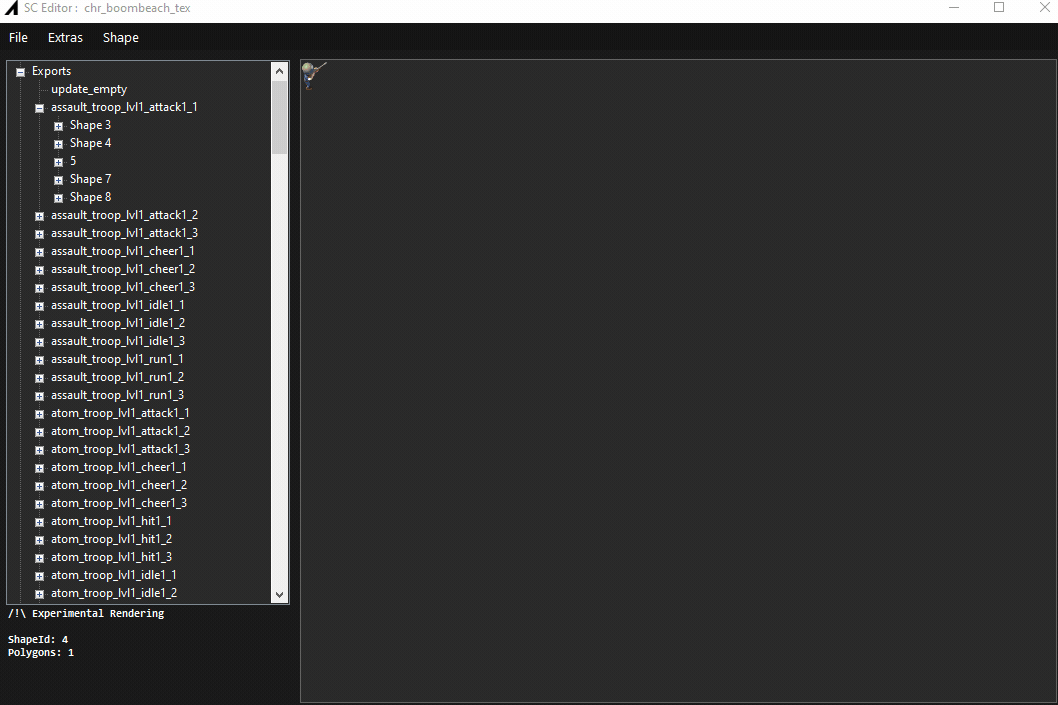 SC Editor : chr_boombeach_tex
File Extras Shape
Exports
update_empty
assault_troop_lvl1_attack1_1
Shape 3
Shape 4
5
Shape 7
Shape 8
assault_troop_lvl1_attack1_2
assault_troop_lvl1_attack1_3
assault_troop_lvl1_cheer1_1
assault_troop_lvl1_cheer1_2
assault_troop_lvl1_cheer1_3
assault_troop_lvl1_idle1_1
assault_troop_lvl1_idle1_2
assault_troop_lvl1_idle1_3
assault_troop_lvl1_run1_1
assault_troop_lvl1_run1_2
assault_troop_lvl1_run1_3
atom_troop_lvl1_attack1_1
atom_troop_lvl1_attack1_2
atom_troop_lvl1_attack1_3
atom_troop_lvl1_cheer1_1
atom_troop_lvl1_cheer1_2
atom_troop_lvl1_cheer1_3
atom_troop_lvl1_hit1_1
atom_troop_lvl1_hit1_2
atom_troop_lvl1_hit1_3
atom_troop_lvl1_idle1_1
atom_troop_lvl1_idle1_2
/!\ Experimental Rendering
ShapeId: 4
Polygons: 1